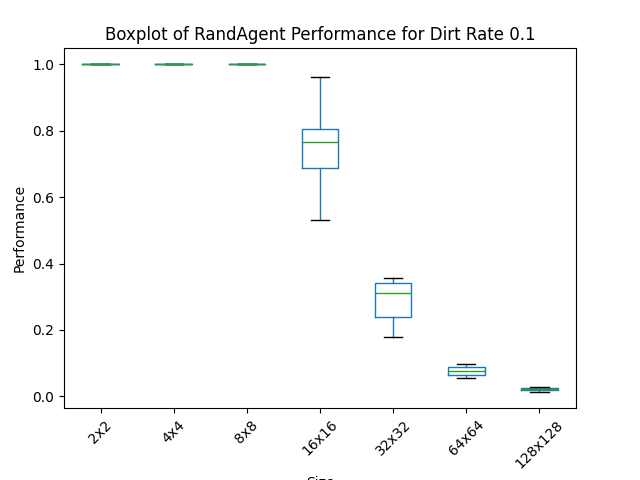 Boxplot of RandAgent Performance for Dirt Rate 0.1
Performance
1.0
0.8
0.6
0.4
0.2
0.0
2x2
4x4
8x8
16x16
32x32
64x64
128x128
Size